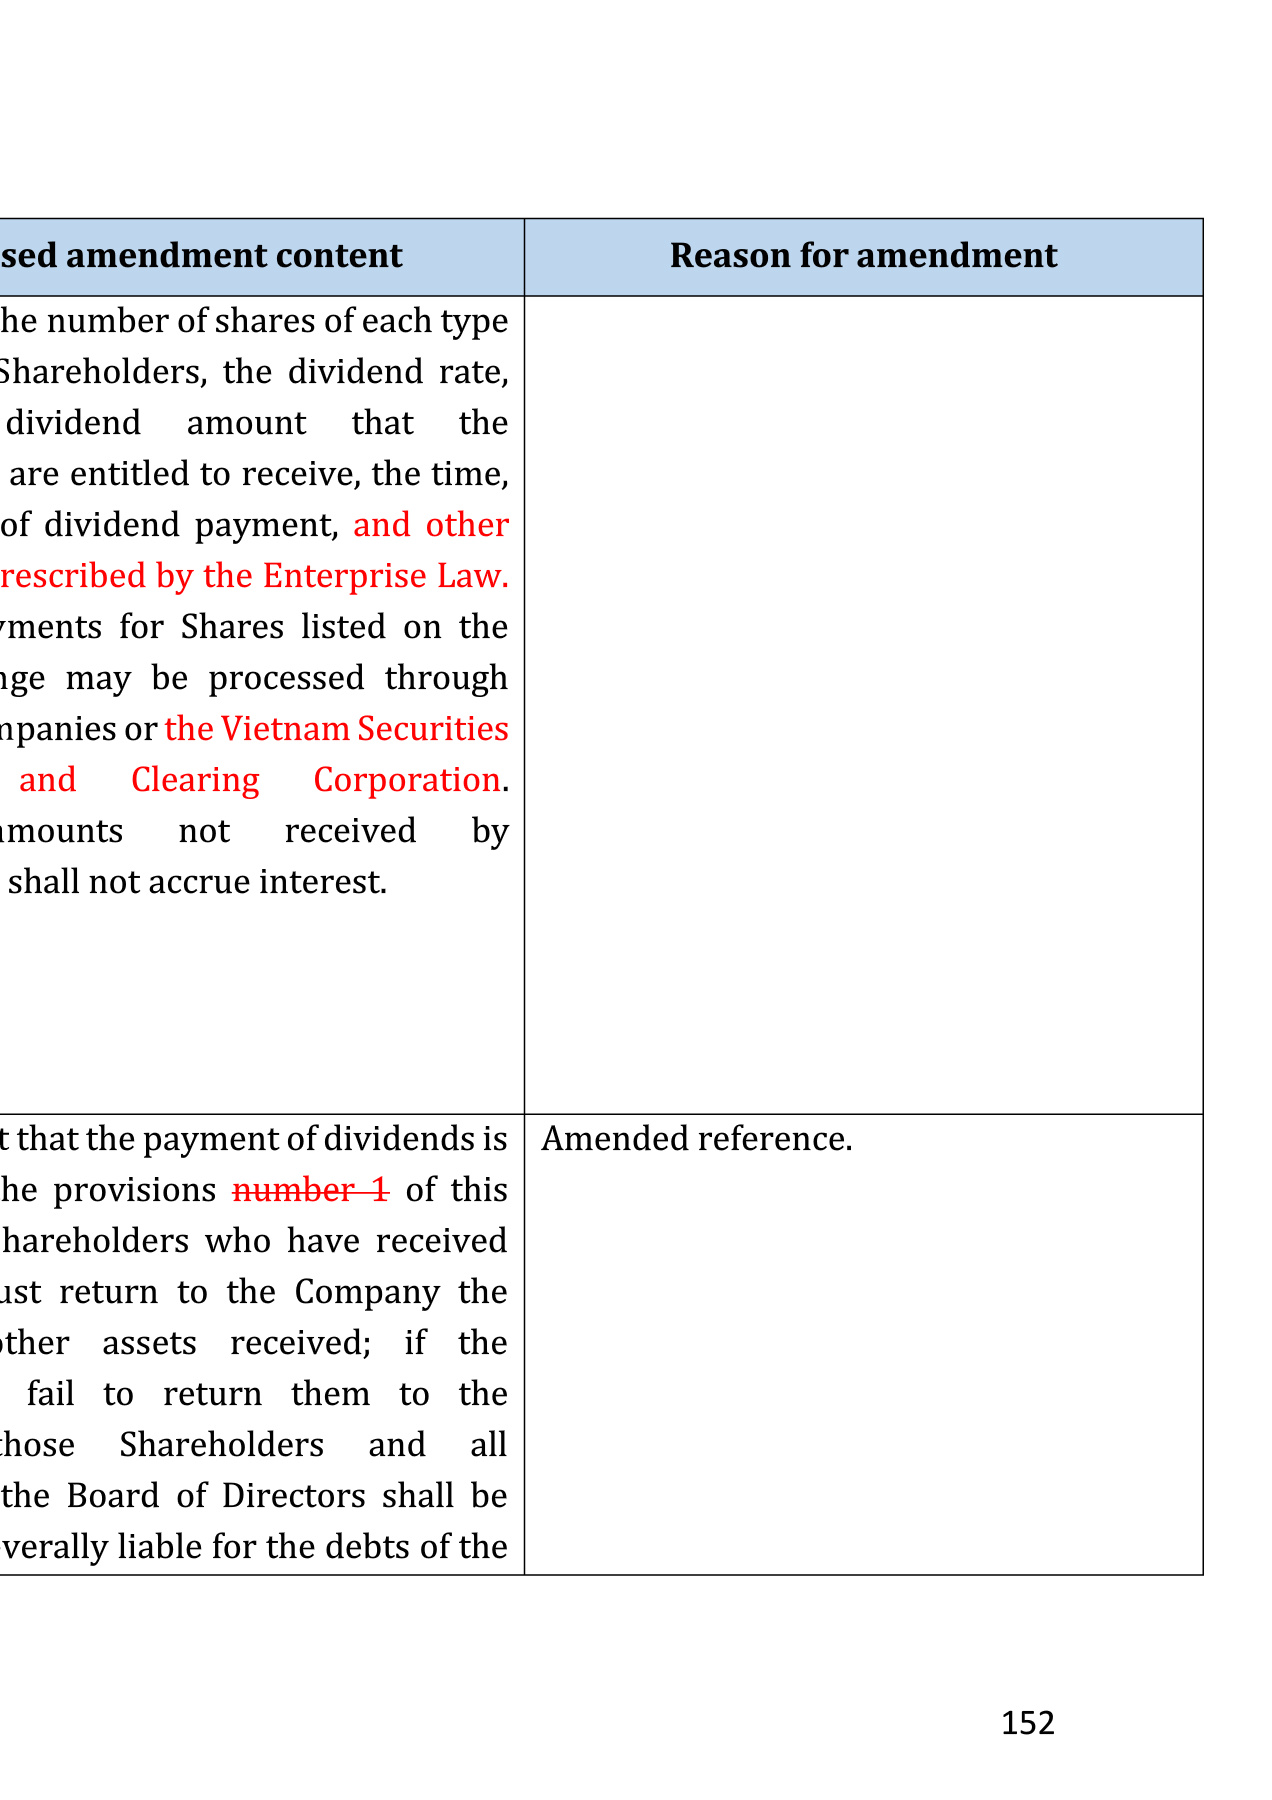 sed amendment content
Reason for amendment
he number of shares of each type
Shareholders, the dividend rate,
dividend amount that the
are entitled to receive, the time,
of dividend payment, and other
rescribed by the Enterprise Law.
yments for Shares listed on the
nge may be processed through
mpanies or the Vietnam Securities
and Clearing Corporation.
amounts not received by
shall not accrue interest.
t that the payment of dividends is
he provisions number 1 of this
hareholders who have received
ust return to the Company the
other assets received; if the
fail to return them to the
those Shareholders and all
the Board of Directors shall be
verally liable for the debts of the
Amended reference.
152